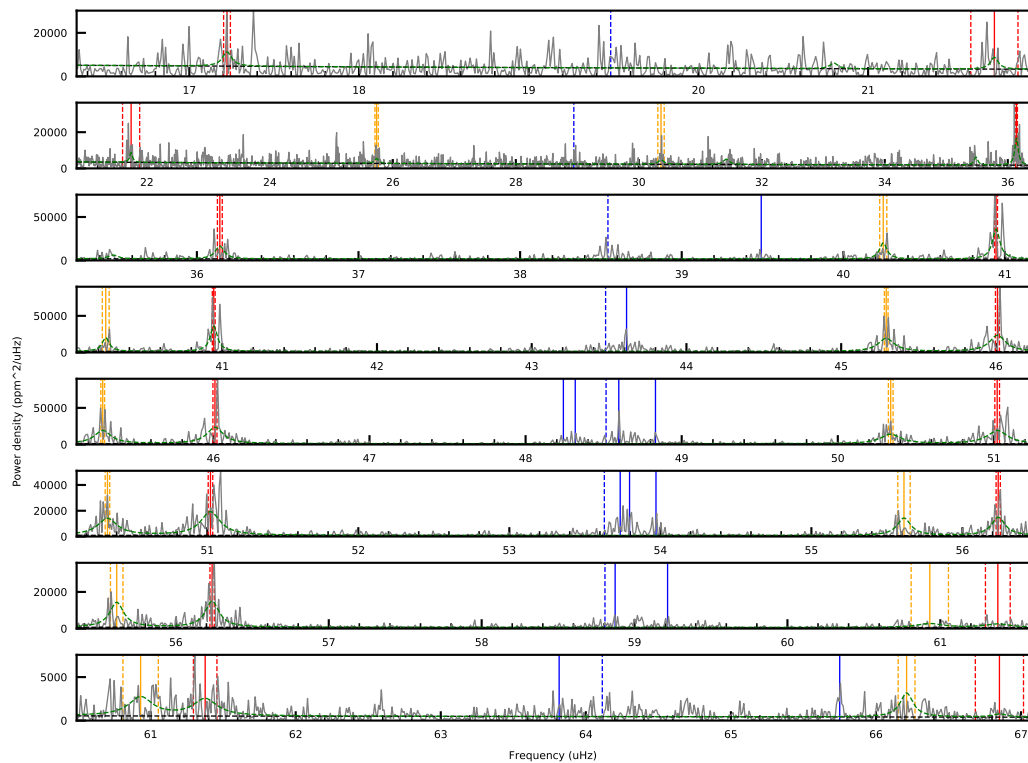 20000
0
17 18 19 20 21
20000
0
22 24 26 28 30 32 34 36
50000
0
36 37 38 39 40 41
50000
0
41 42 43 44 45 46
50000
0
46 47 48 49 50 51
40000
20000
0
51 52 53 54 55 56
20000
0
56 57 58 59 60 61
5000
0
61 62 63 64 65 66 67
Power density (ppm^2/uHz)
Frequency (uHz)